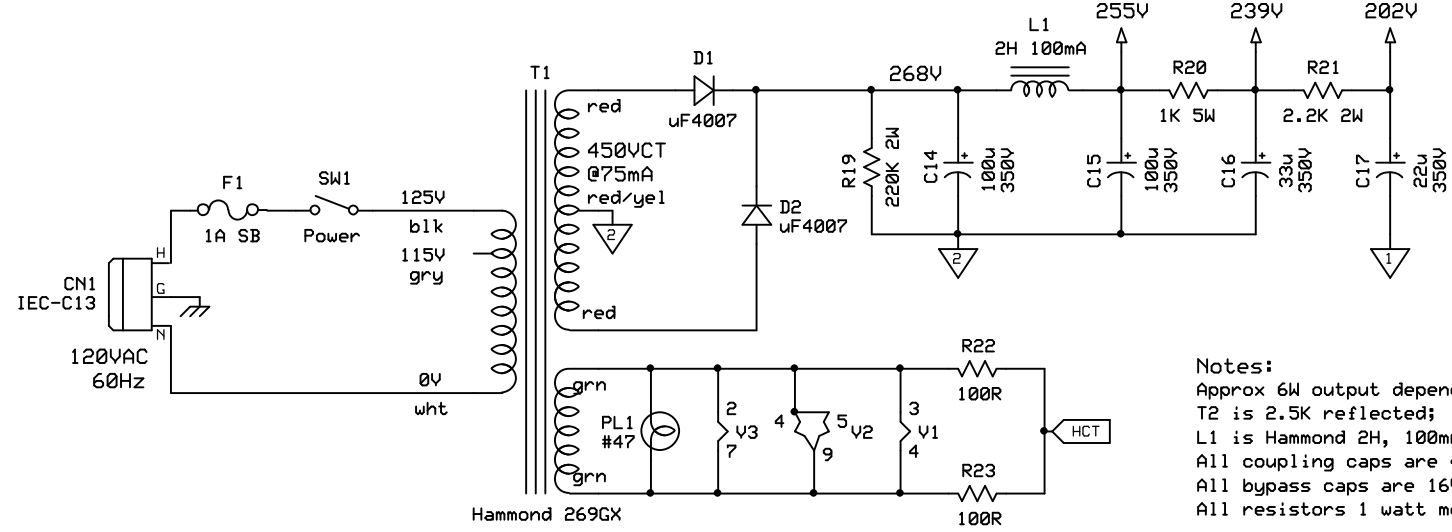 255V
239V
202V
L1
2H 100mA
D1
T1
268V
R20
R21
red
uF4007
1K 5W
2.2K 2W
450VCT
@75mA
red/yel
R19
220K 2W
C14
100u
350V
C15
100u
350V
C16
33u
350V
C17
22u
350V
F1
SW1
125V
blk
1A SB
Power
D2
uF4007
2
115V
gry
H
CN1
IEC-C13
G
N
2
1
red
120VAC
60Hz
0V
wht
R22
100R
grn
PL1
#47
2
V3
7
4
5
V2
9
3
V1
4
HCT
R23
100R
grn
Hammond 269GX
Notes:
Approx 6W output depen
T2 is 2.5K reflected;
L1 is Hammond 2H, 100m
All coupling caps are
All bypass caps are 16
All resistors 1 watt m